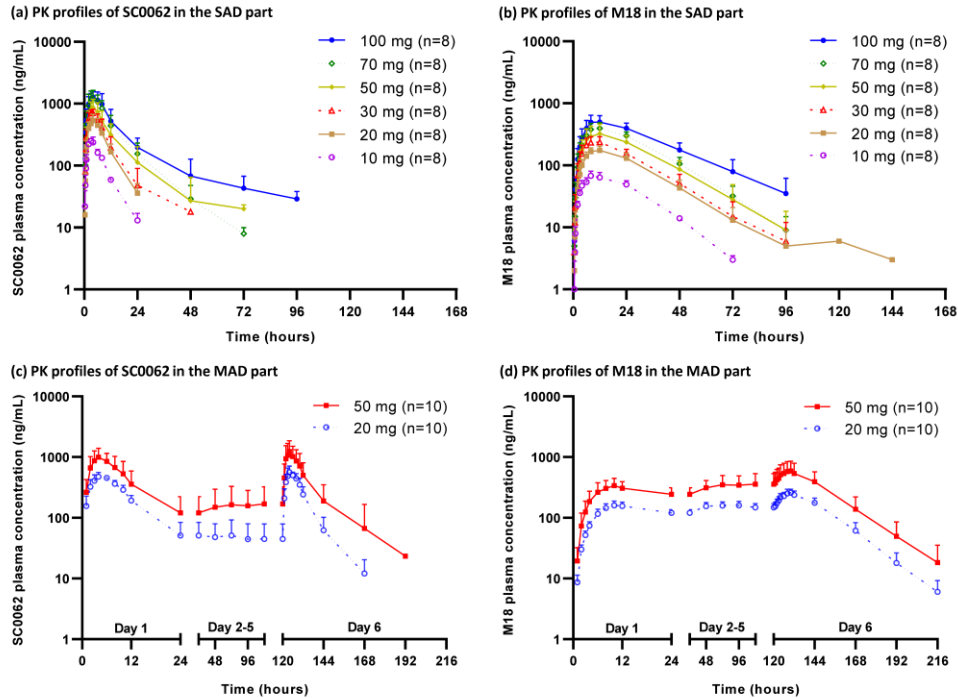 (a) PK profiles of SC0062 in the SAD part
SC0062 plasma concentration (ng/mL)
10000
1000
100
10
1
0 24 48 72 96 120 144 168
Time (hours)
100 mg (n=8)
70 mg (n=8)
50 mg (n=8)
30 mg (n=8)
20 mg (n=8)
10 mg (n=8)
(b) PK profiles of M18 in the SAD part
M18 plasma concentration (ng/mL)
10000
1000
100
10
1
0 24 48 72 96 120 144 168
Time (hours)
100 mg (n=8)
70 mg (n=8)
50 mg (n=8)
30 mg (n=8)
20 mg (n=8)
10 mg (n=8)
(c) PK profiles of SC0062 in the MAD part
SC0062 plasma concentration (ng/mL)
10000
1000
100
10
1
50 mg (n=10)
20 mg (n=10)
Day 1 Day 2-5 Day 6
0 12 24 48 96 120 144 168 192 216
Time (hours)
(d) PK profiles of M18 in the MAD part
M18 plasma concentration (ng/mL)
10000
1000
100
10
1
50 mg (n=10)
20 mg (n=10)
Day 1 Day 2-5 Day 6
0 12 24 48 96 120 144 168 192 216
Time (hours)